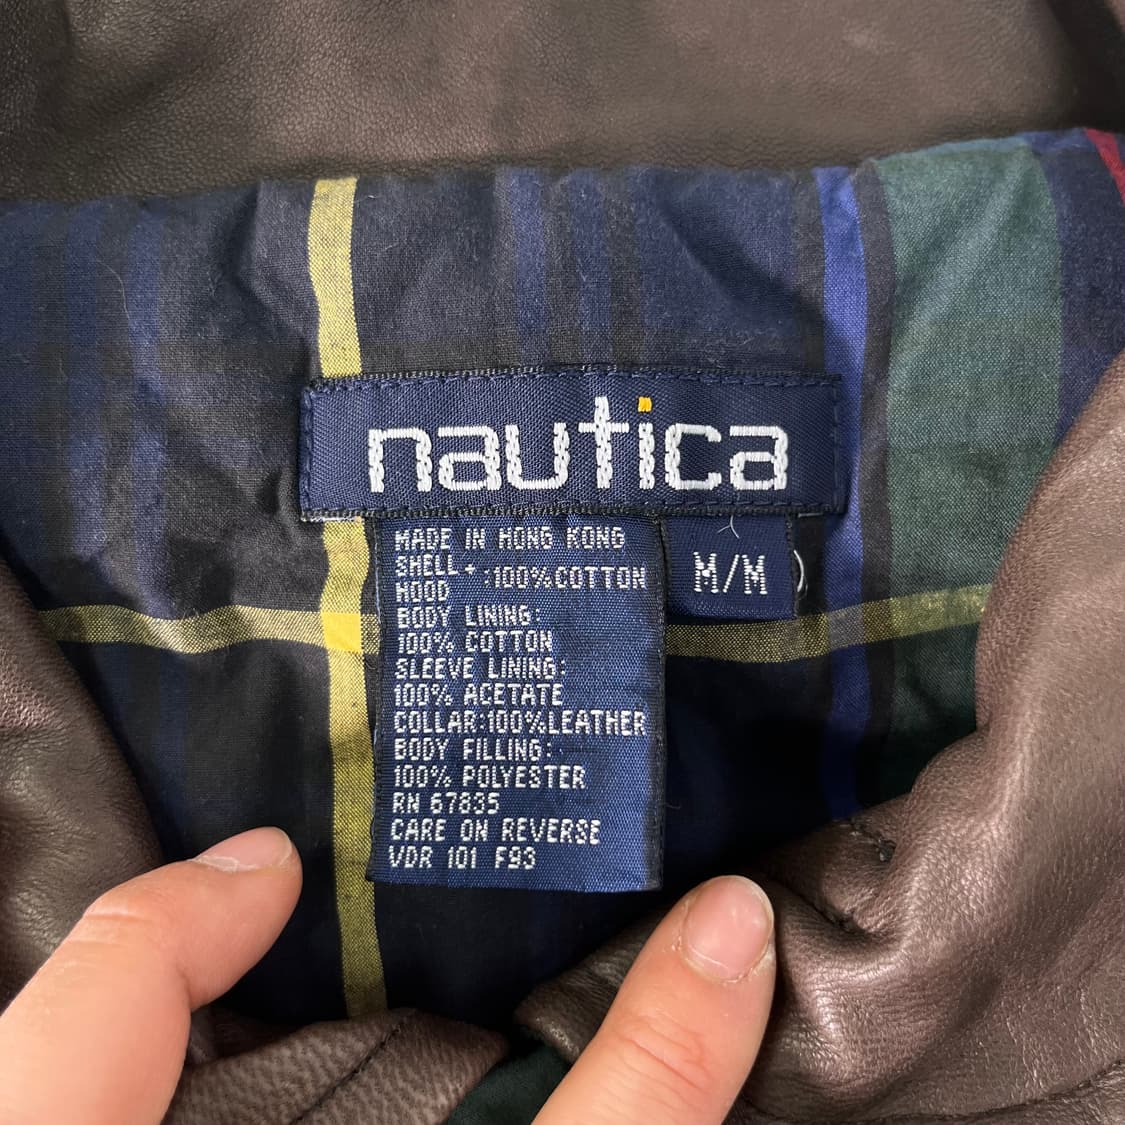 nautica
MADE IN HONG KONG
SHELL + :100%COTTON
HOOD
BODY LINING:
100% COTTON
SLEEVE LINING:
100% ACETATE
COLLAR:100%LEATHER
BODY FILLING:
100% POLYESTER
RN 67835
CARE ON REVERSE
VDR 101 F93
M/M